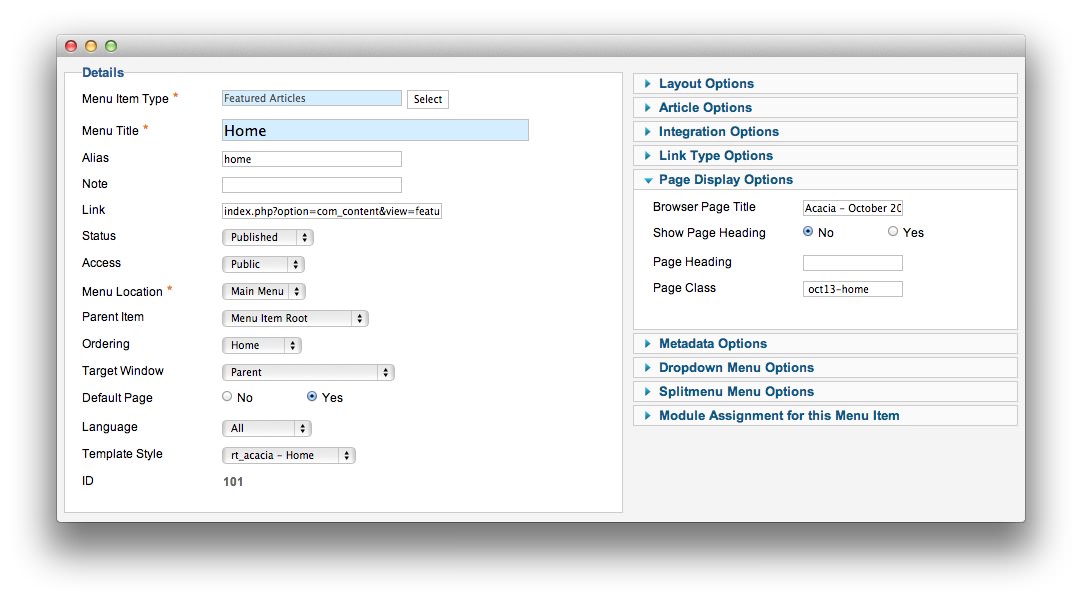 Details
Menu Item Type *
Featured Articles
Select
Menu Title *
Home
Alias
home
Note
Link
index.php?option=com_content&view=featu
Status
Published
Access
Public
Menu Location *
Main Menu
Parent Item
Menu Item Root
Ordering
Home
Target Window
Parent
Default Page
No
Yes
Language
All
Template Style
rt_acacia – Home
ID
101
Layout Options
Article Options
Integration Options
Link Type Options
Page Display Options
Browser Page Title
Acacia – October 20
Show Page Heading
No
Yes
Page Heading
Page Class
oct13-home
Metadata Options
Dropdown Menu Options
Splitmenu Menu Options
Module Assignment for this Menu Item